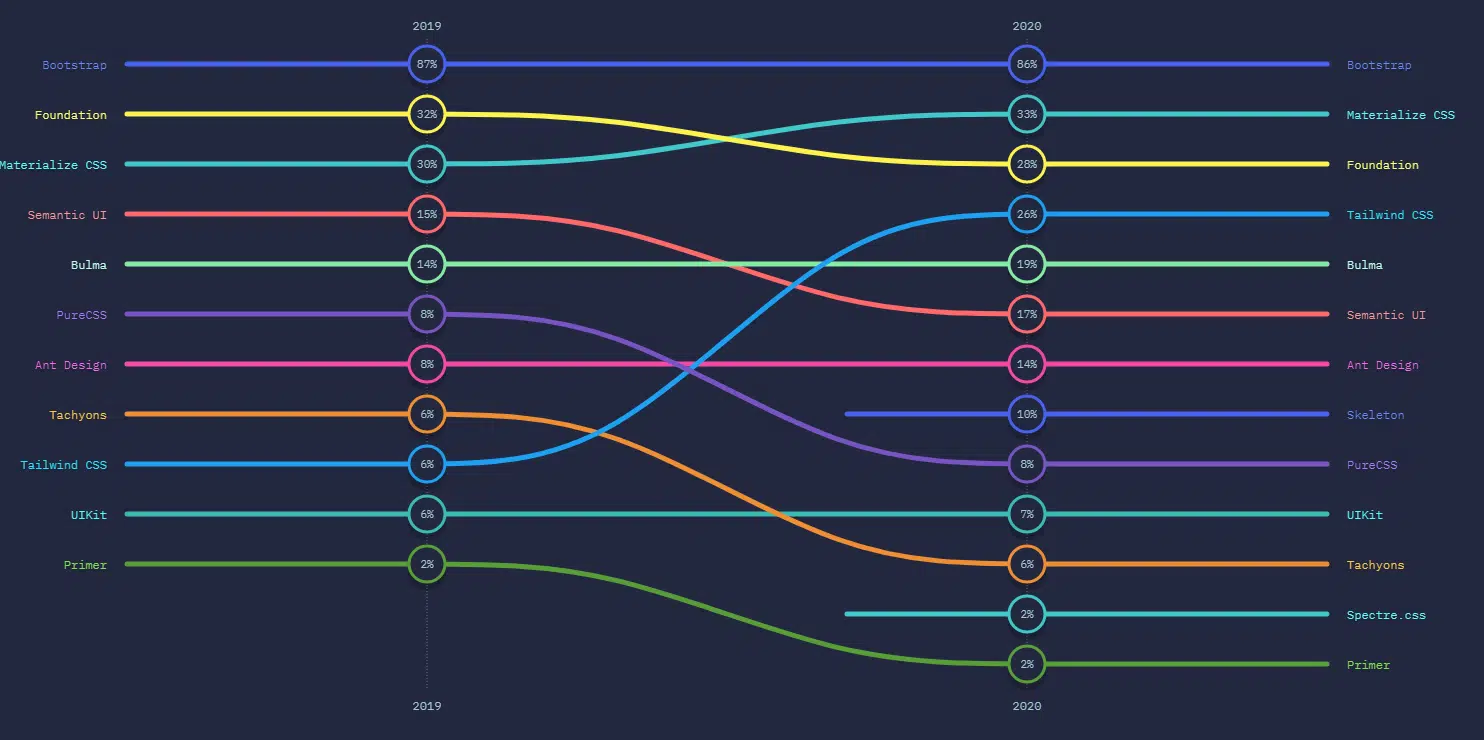 2019 2020
Bootstrap 87% 86% Bootstrap
Foundation 32% 33% Materialize CSS
Materialize CSS 30% 28% Foundation
Semantic UI 15% 26% Tailwind CSS
Bulma 14% 19% Bulma
PureCSS 8% 17% Semantic UI
Ant Design 8% 14% Ant Design
Tachyons 6% 10% Skeleton
Tailwind CSS 6% 8% PureCSS
UIKit 6% 7% UIKit
Primer 2% 6% Tachyons
2% Spectre.css
2% Primer
2019 2020